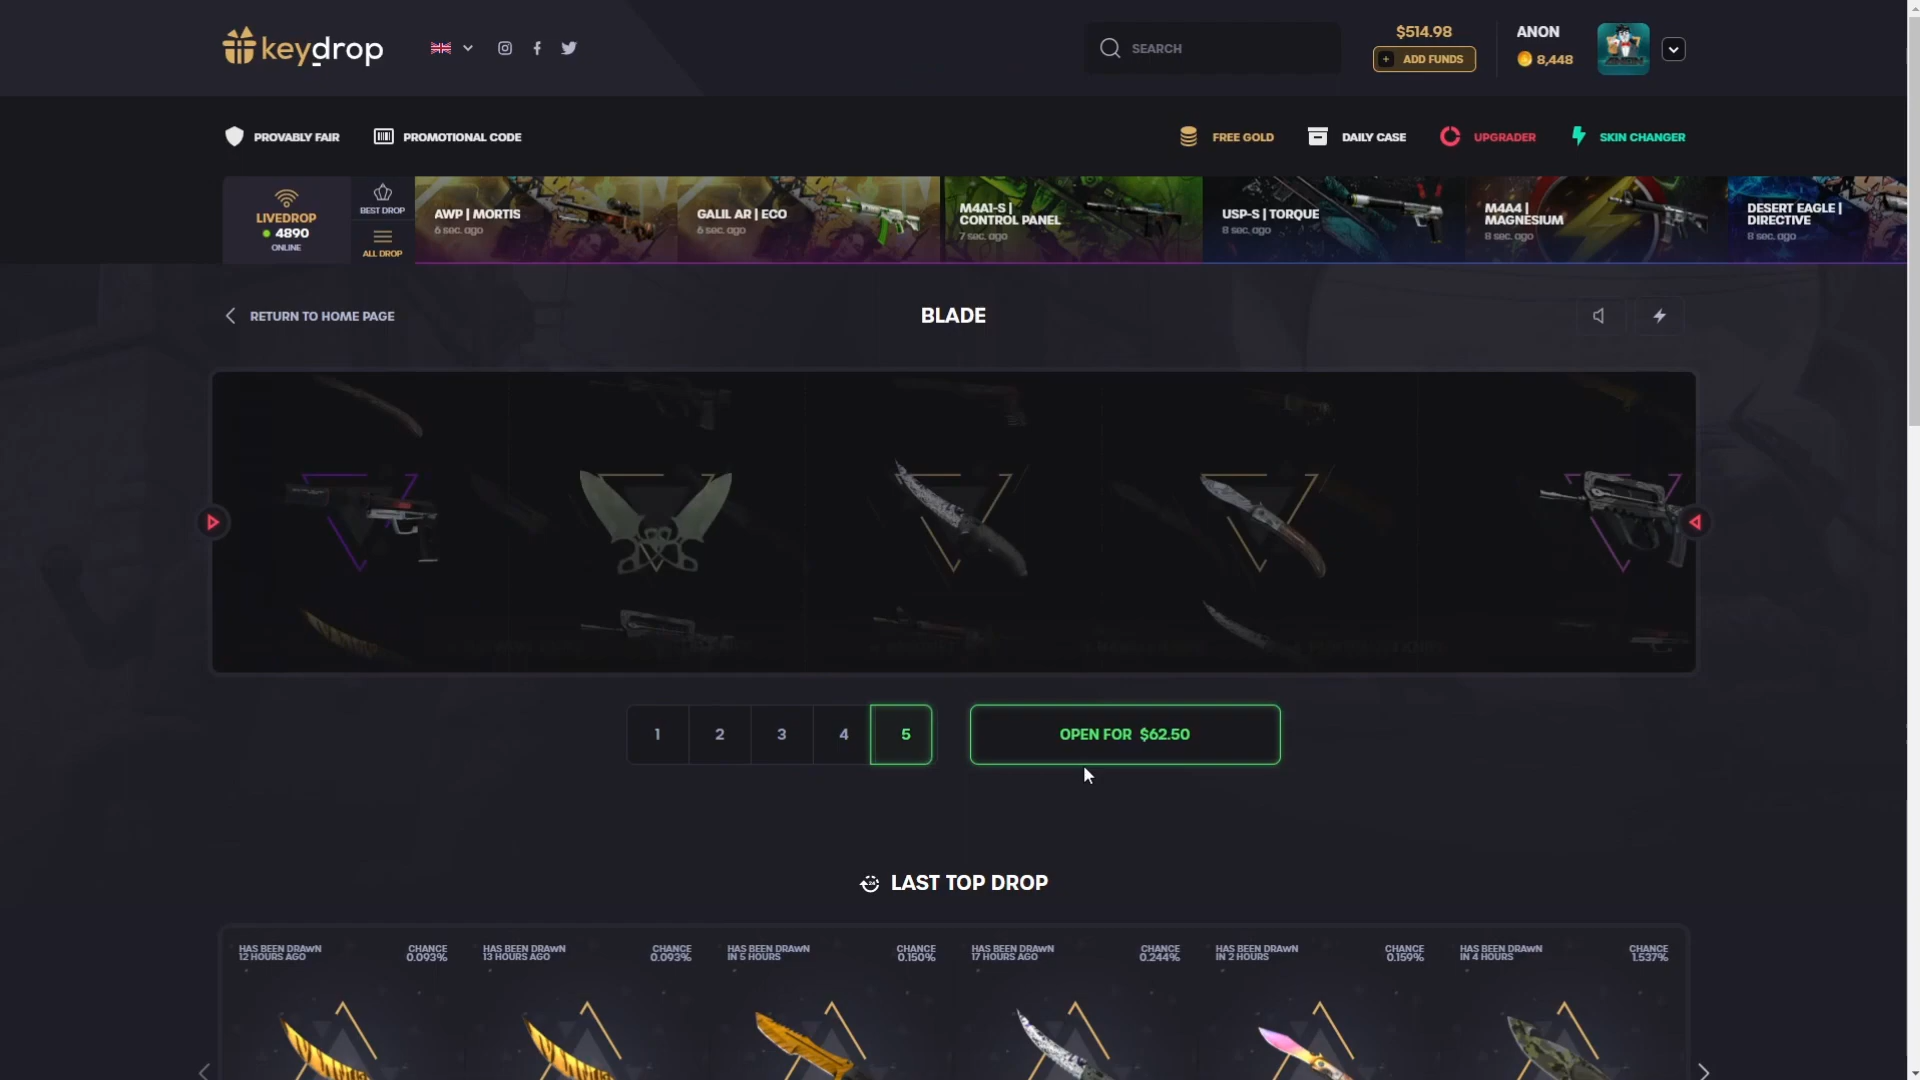 keydrop
SEARCH
$514.98
+ ADD FUNDS
ANON
8,448
PROVABLY FAIR
PROMOTIONAL CODE
FREE GOLD
DAILY CASE
UPGRADER
SKIN CHANGER
LIVEDROP
4890
ONLINE
BEST DROP
ALL DROP
AWP | MORTIS
6 sec. ago
GALIL AR | ECO
6 sec. ago
M4A1-S |
CONTROL PANEL
7 sec. ago
USP-S | TORQUE
8 sec. ago
M4A4 |
MAGNESIUM
8 sec. ago
DESERT EAGLE |
DIRECTIVE
8 sec. ago
RETURN TO HOME PAGE
BLADE
1
2
3
4
5
OPEN FOR $62.50
LAST TOP DROP
HAS BEEN DRAWN
12 HOURS AGO
CHANCE
0.093%
HAS BEEN DRAWN
13 HOURS AGO
CHANCE
0.093%
HAS BEEN DRAWN
IN 5 HOURS
CHANCE
0.150%
HAS BEEN DRAWN
17 HOURS AGO
CHANCE
0.244%
HAS BEEN DRAWN
IN 2 HOURS
CHANCE
0.159%
HAS BEEN DRAWN
IN 4 HOURS
CHANCE
1.537%